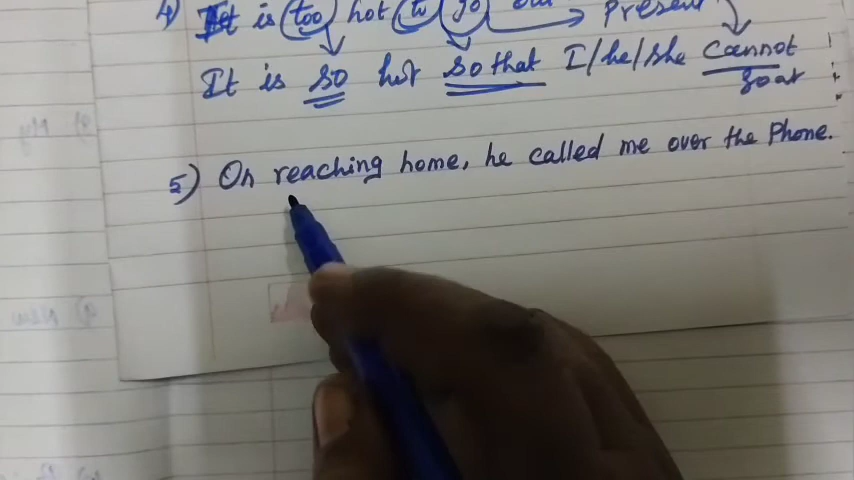 4) It is too hot to go out present
It is so hot so that I/he/she cannot
go out
5) On reaching home, he called me over the Phone.